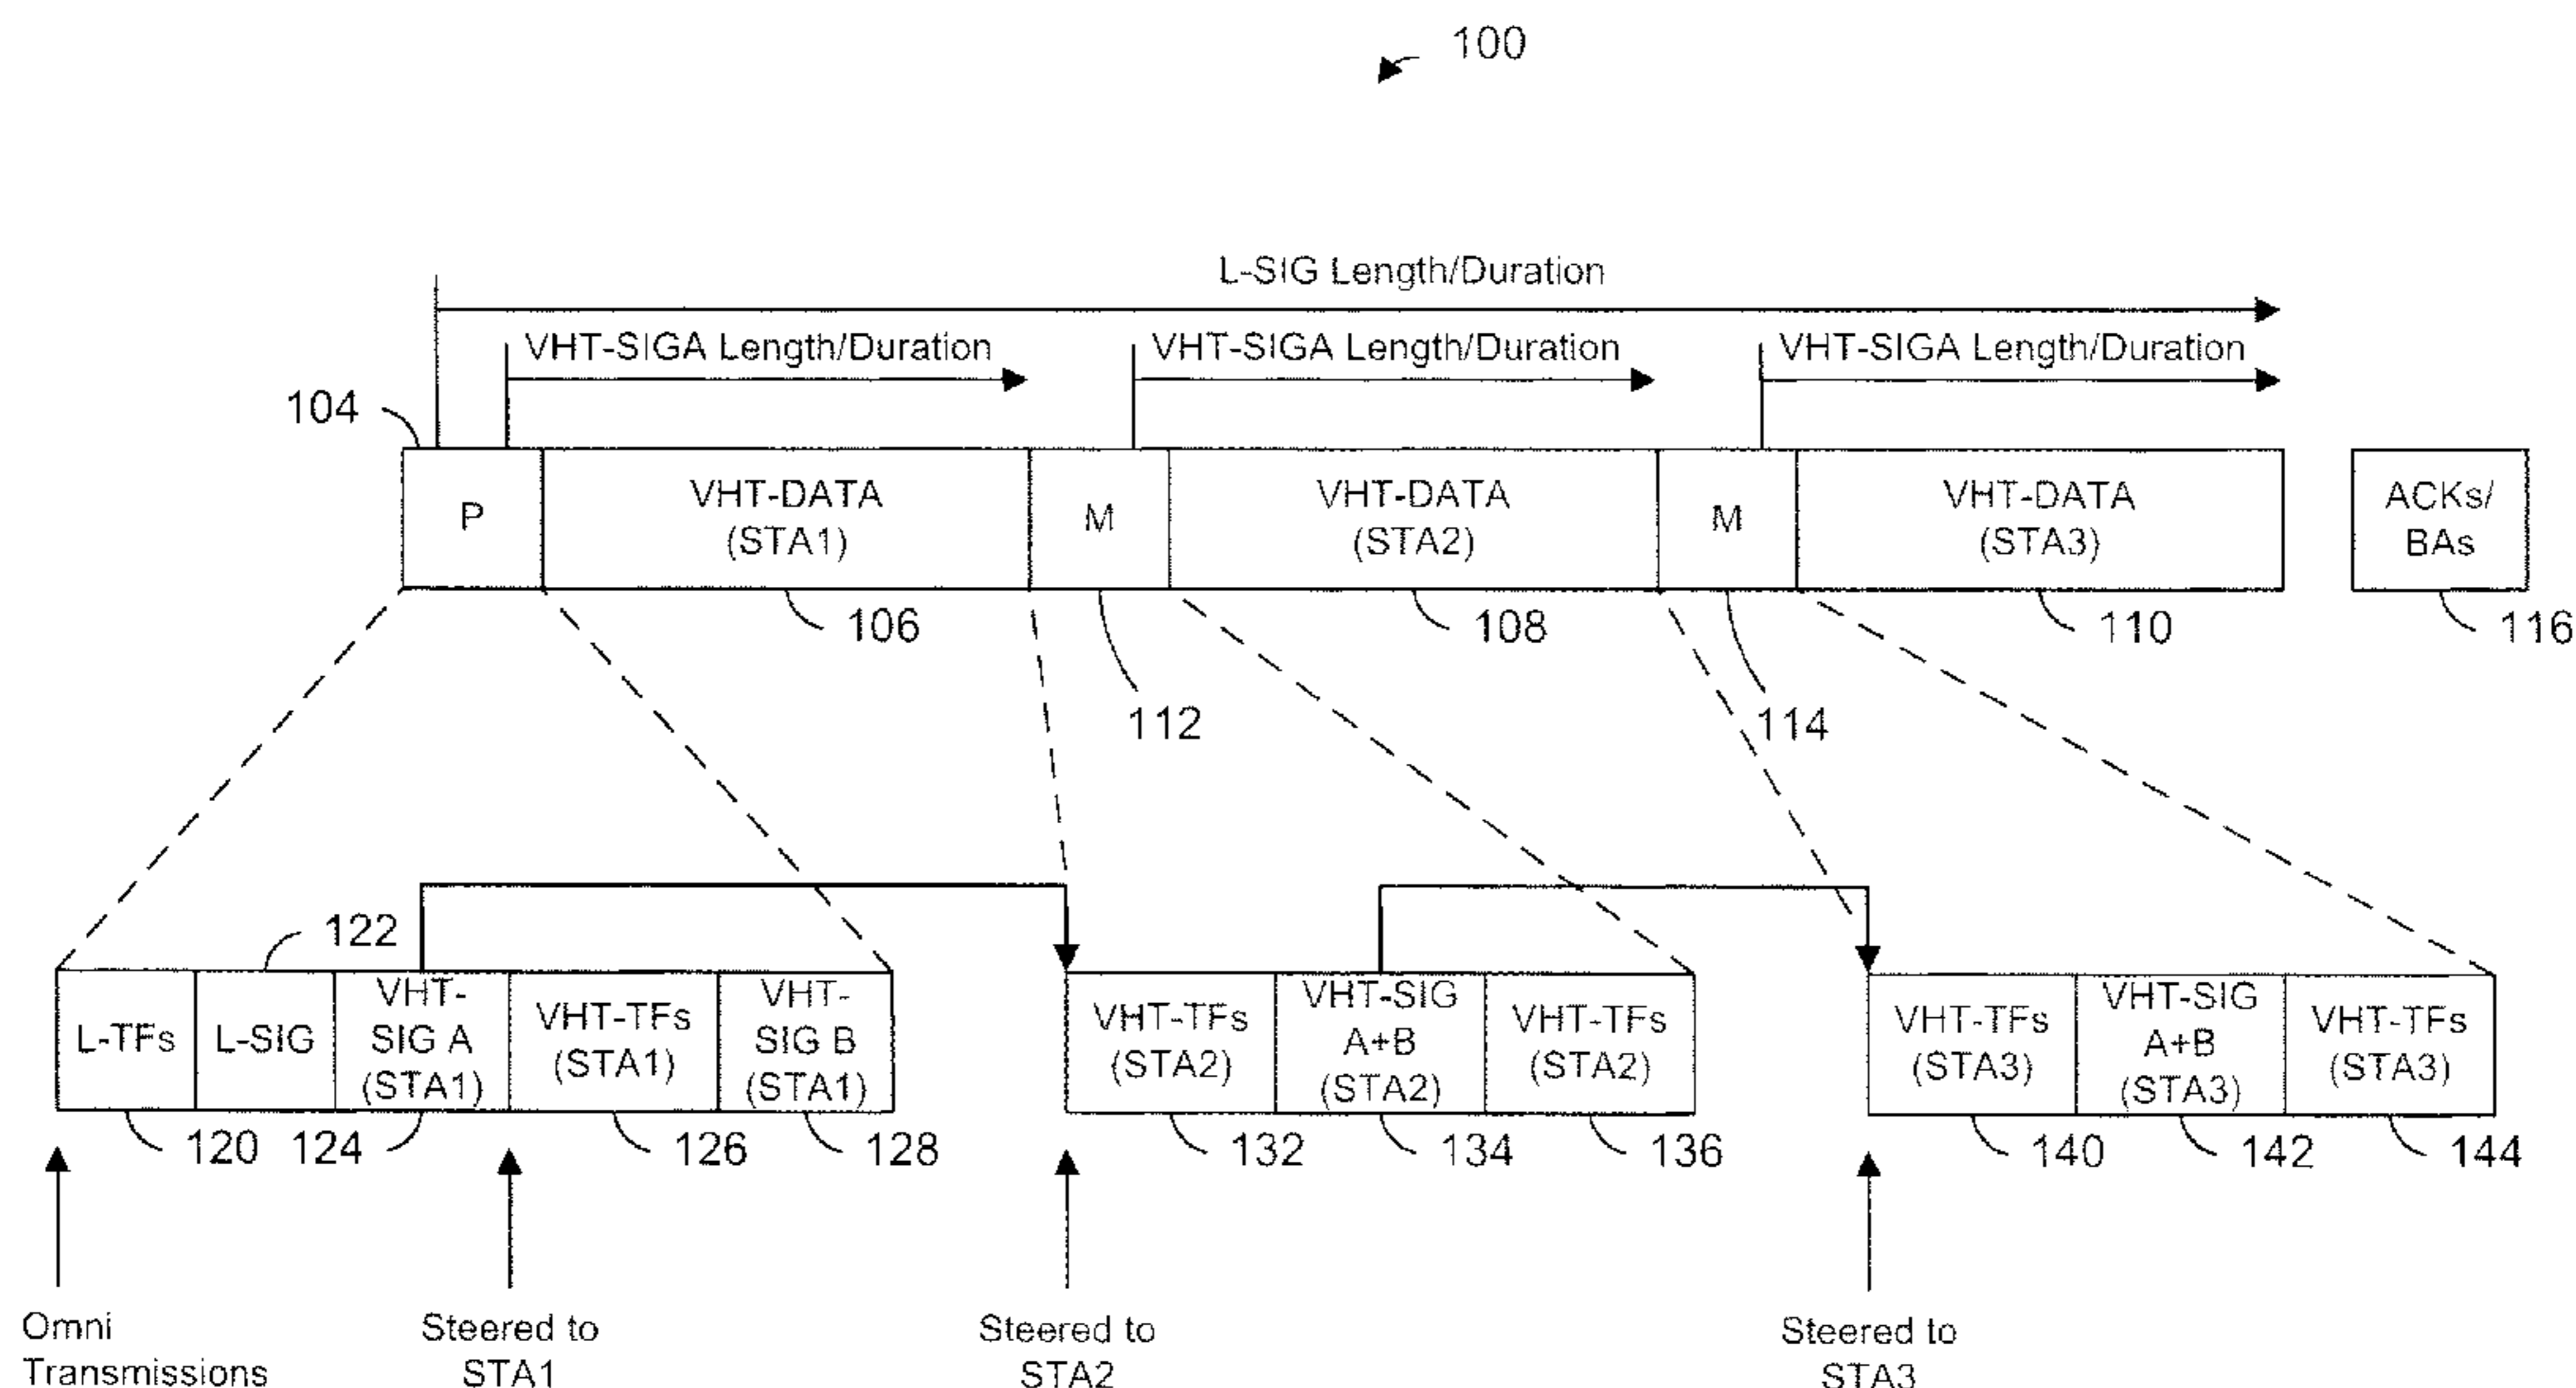 100
L-SIG Length/Duration
VHT-SIGA Length/Duration
VHT-SIGA Length/Duration
VHT-SIGA Length/Duration
104
P
VHT-DATA
(STA1)
M
VHT-DATA
(STA2)
M
VHT-DATA
(STA3)
ACKs/
BAs
106
108
110
116
112
114
122
L-TFs
L-SIG
VHT-
SIG A
(STA1)
VHT-TFs
(STA1)
VHT-
SIG B
(STA1)
VHT-TFs
(STA2)
VHT-SIG
A+B
(STA2)
VHT-TFs
(STA2)
VHT-TFs
(STA3)
VHT-SIG
A+B
(STA3)
VHT-TFs
(STA3)
120
124
126
128
132
134
136
140
142
144
Omni
Transmissions
Steered to
STA1
Steered to
STA2
Steered to
STA3